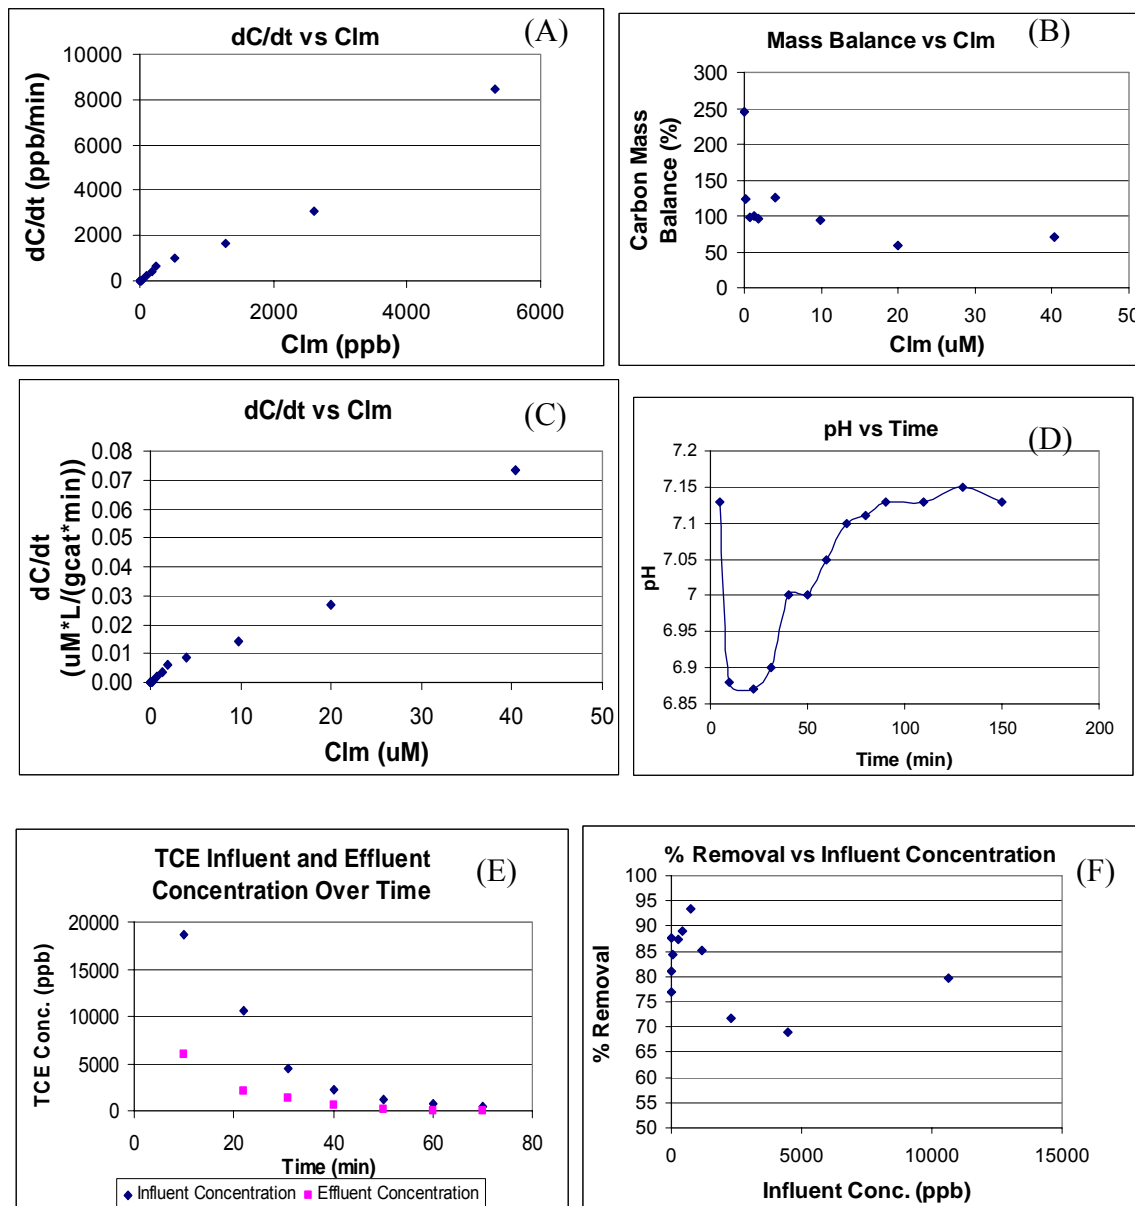 dC/dt vs Clm
(A)
dC/dt (ppb/min)
10000
8000
6000
4000
2000
0
0 2000 4000 6000
Clm (ppb)
Mass Balance vs Clm
(B)
Carbon Mass
Balance (%)
300
250
200
150
100
50
0
0 10 20 30 40 50
Clm (uM)
dC/dt vs Clm
(C)
dC/dt
(uM*L/(gcat*min))
0.08
0.07
0.06
0.05
0.04
0.03
0.02
0.01
0.00
0 10 20 30 40 50
Clm (uM)
pH vs Time
(D)
pH
7.2
7.15
7.1
7.05
7
6.95
6.9
6.85
0 50 100 150 200
Time (min)
TCE Influent and Effluent
Concentration Over Time
(E)
TCE Conc. (ppb)
20000
15000
10000
5000
0
0 20 40 60 80
Time (min)
Influent Concentration Effluent Concentration
% Removal vs Influent Concentration
(F)
% Removal
100
95
90
85
80
75
70
65
60
55
50
0 5000 10000 15000
Influent Conc. (ppb)